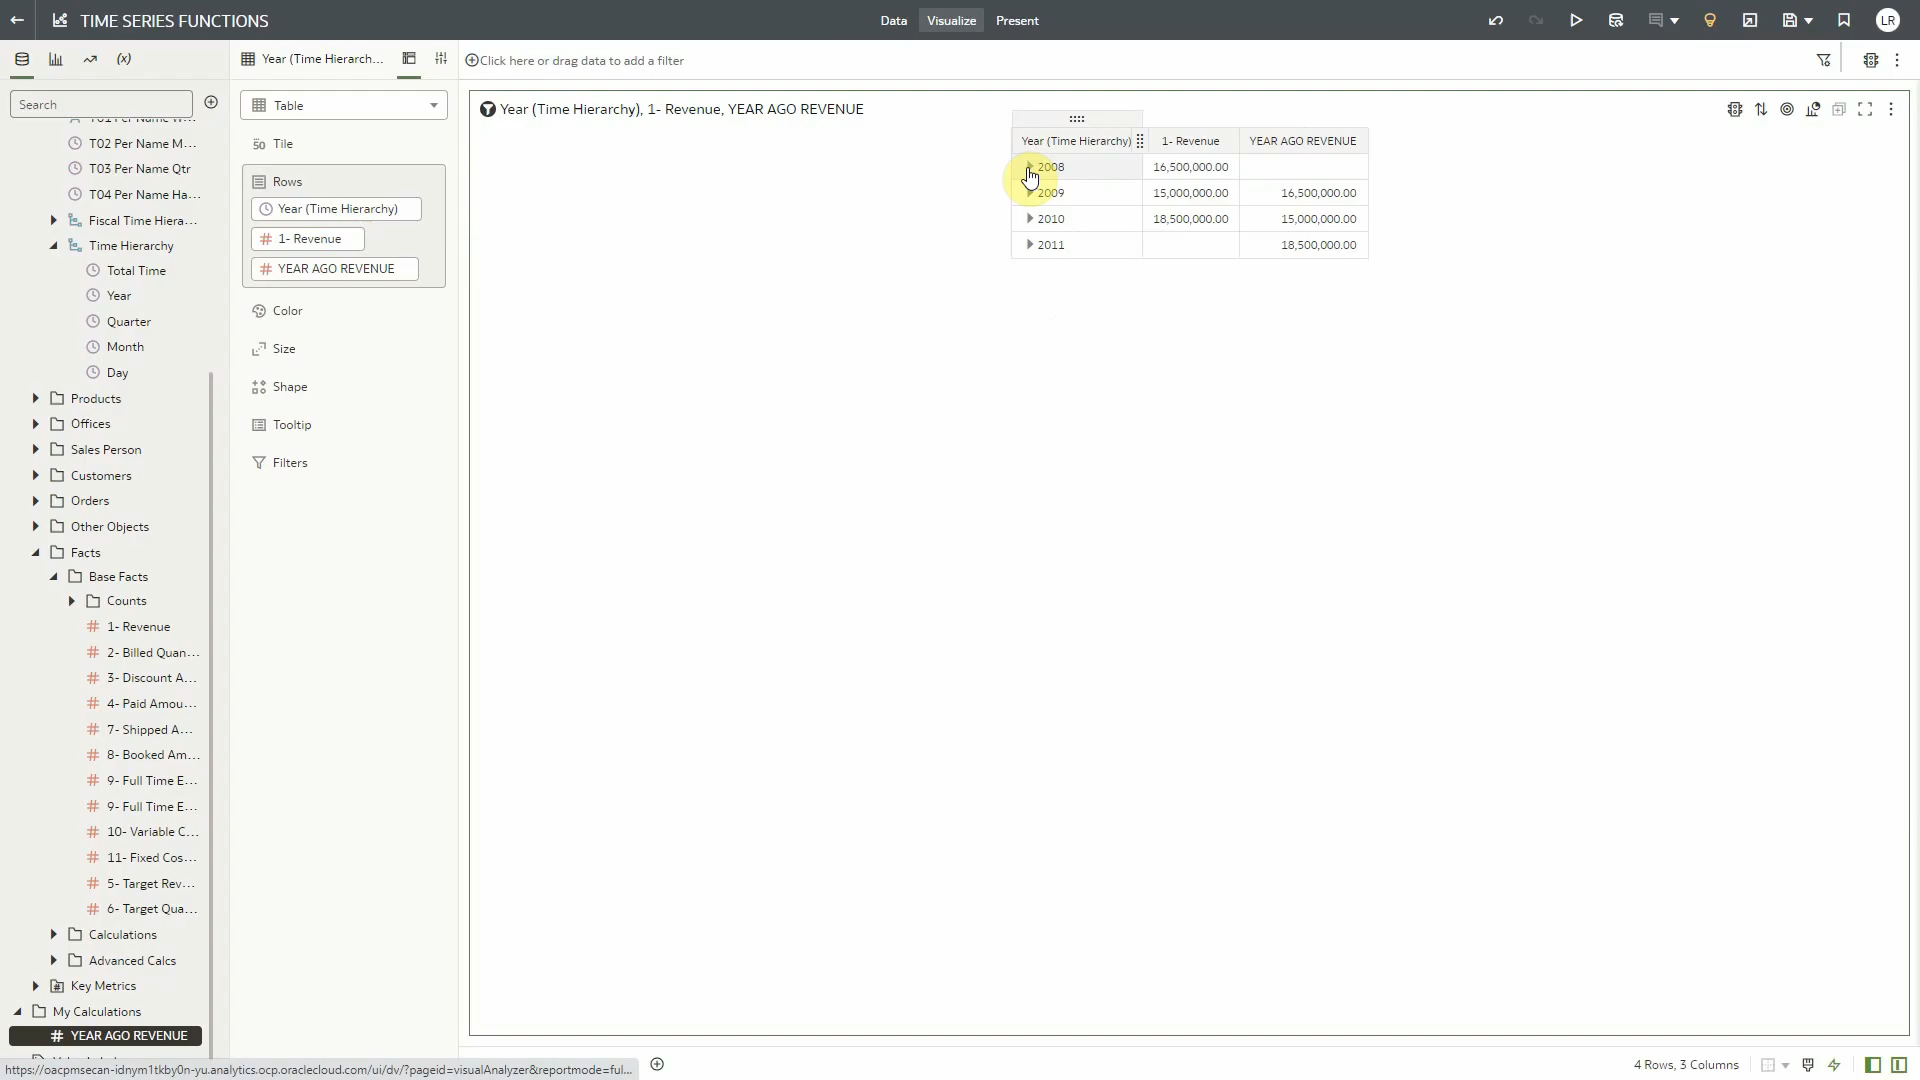 TIME SERIES FUNCTIONS
Data
Visualize
Present
LR
(x)
Year (Time Hierarch...
Click here or drag data to add a filter
Search
T02 Per Name M...
T03 Per Name Qtr
T04 Per Name Ha...
Fiscal Time Hiera...
Time Hierarchy
Total Time
Year
Quarter
Month
Day
Products
Offices
Sales Person
Customers
Orders
Other Objects
Facts
Base Facts
Counts
1- Revenue
2- Billed Quan...
3- Discount A...
4- Paid Amou...
7- Shipped A...
8- Booked Am...
9- Full Time E...
9- Full Time E...
10- Variable C...
11- Fixed Cos...
5- Target Rev...
6- Target Qua...
Calculations
Advanced Calcs
Key Metrics
My Calculations
YEAR AGO REVENUE
https://oacpmsecan-idnym1tkby0n-yu.analytics.ocp.oraclecloud.com/ui/dv/?pageid=visualAnalyzer&reportmode=ful...
Table
50 Tile
Rows
Year (Time Hierarchy)
1- Revenue
YEAR AGO REVENUE
Color
Size
Shape
Tooltip
Filters
Year (Time Hierarchy), 1- Revenue, YEAR AGO REVENUE
Year (Time Hierarchy) 1- Revenue YEAR AGO REVENUE
2008 16,500,000.00
2009 15,000,000.00 16,500,000.00
2010 18,500,000.00 15,000,000.00
2011 18,500,000.00
4 Rows, 3 Columns